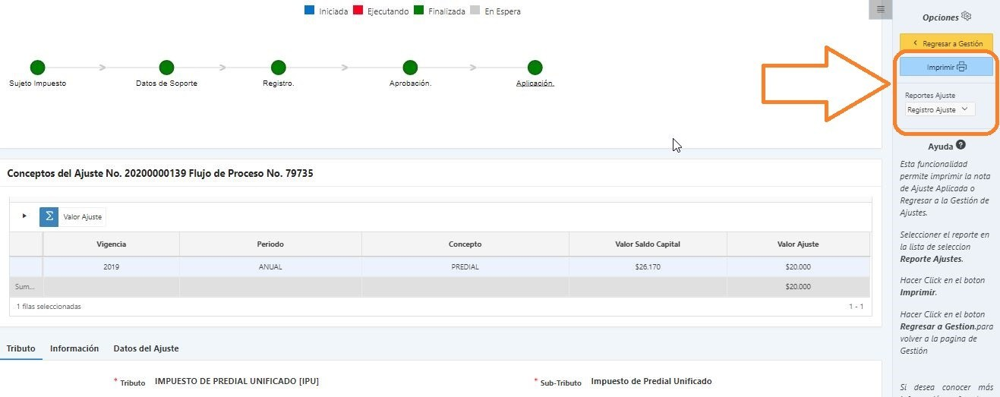 Iniciada Ejecutando Finalizada En Espera
Sujeto Impuesto Datos de Soporte Registro. Aprobación. Aplicación.
Conceptos del Ajuste No. 20200000139 Flujo de Proceso No. 79735
Valor Ajuste
Vigencia Periodo Concepto Valor Saldo Capital Valor Ajuste
2019 ANUAL PREDIAL $26.170 $20.000
Sum... $20.000
1 filas seleccionadas 1 - 1
Tributo Información Datos del Ajuste
* Tributo IMPUESTO DE PREDIAL UNIFICADO [IPU] * Sub-Tributo Impuesto de Predial Unificado
Opciones
Regresar a Gestión
Imprimir
Reportes Ajuste
Registro Ajuste
Ayuda
Esta funcionalidad
permite imprimir la nota
de Ajuste Aplicada o
Regresar a la Gestión de
Ajustes.
Seleccioner el reporte en
la lista de seleccion
Reporte Ajustes.
Hacer Click en el boton
Imprimir.
Hacer Click en el boton
Regresar a Gestion.para
volver a la pagina de
Gestión
Si desea conocer más